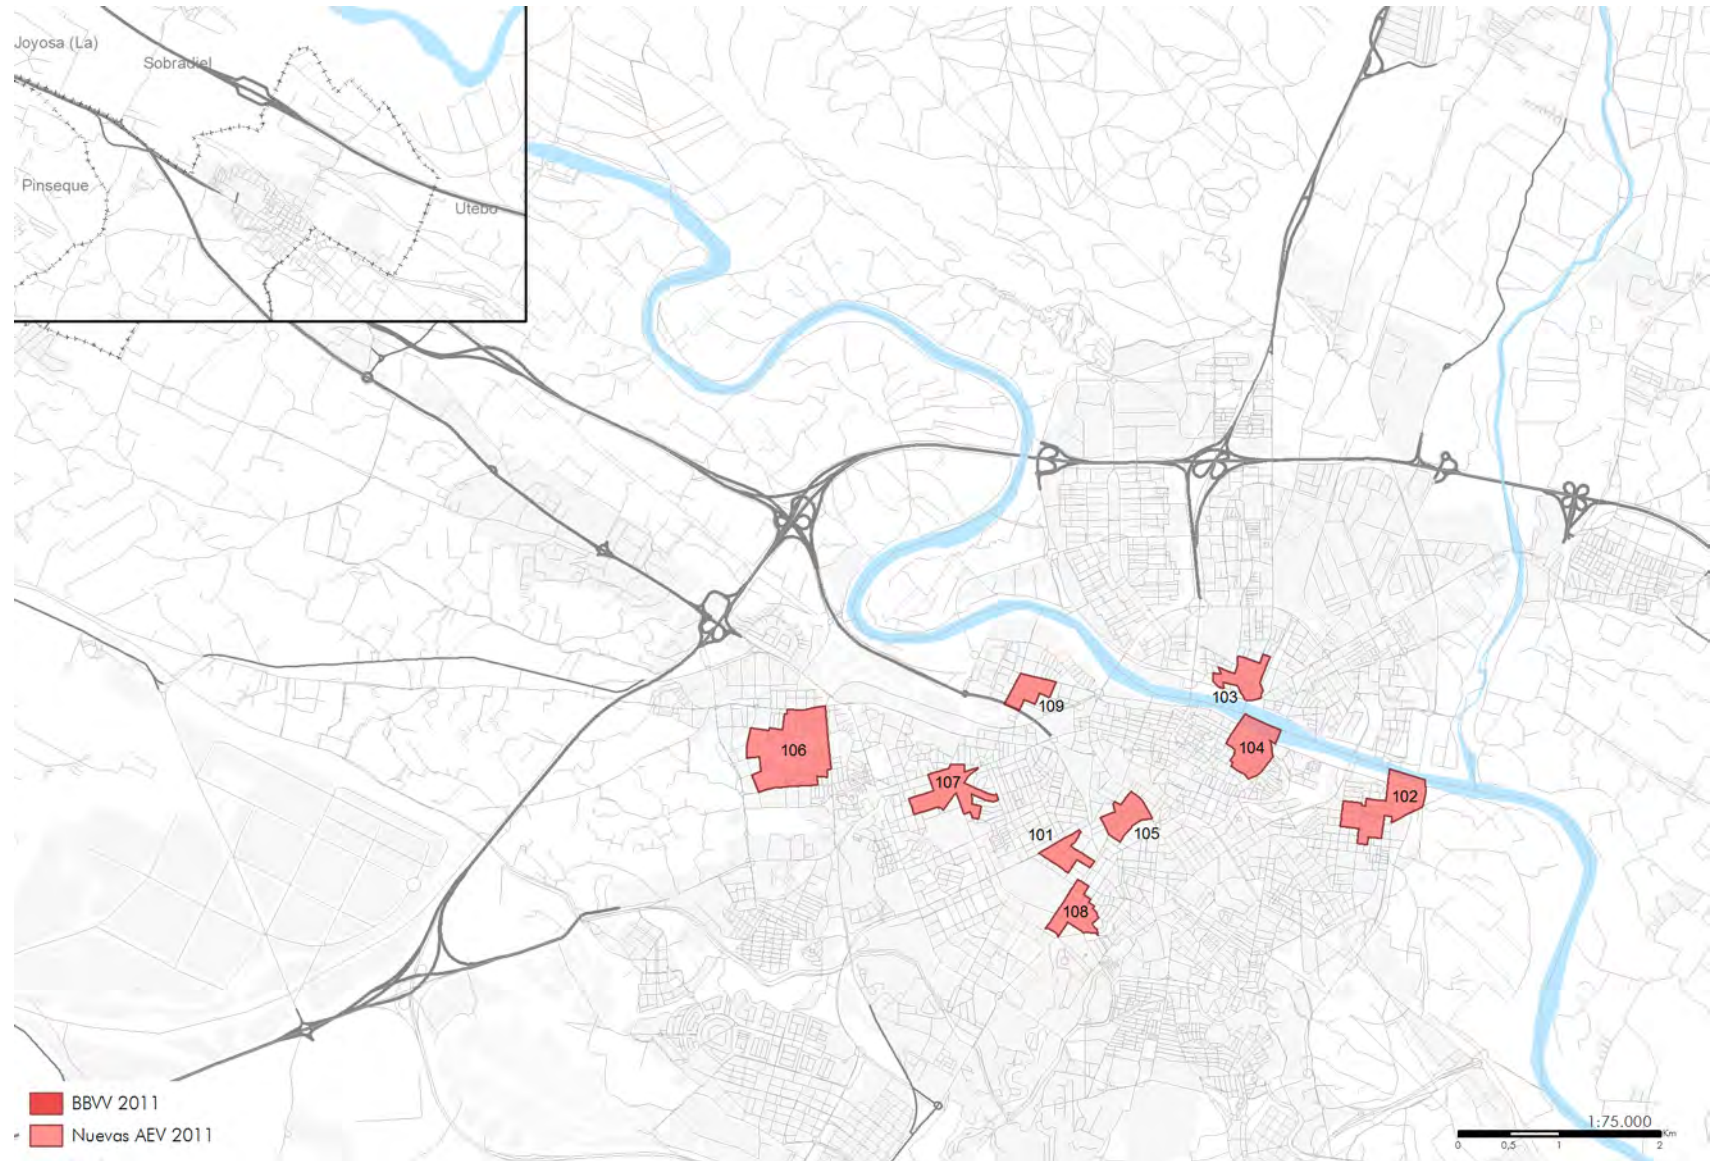 Joyosa (La)
Sobradiel
Pinseque
Utebo
103
109
104
106
107
102
101
105
108
BBVV 2011
Nuevas AEV 2011
1:75.000
Km
0 0,5 1 2